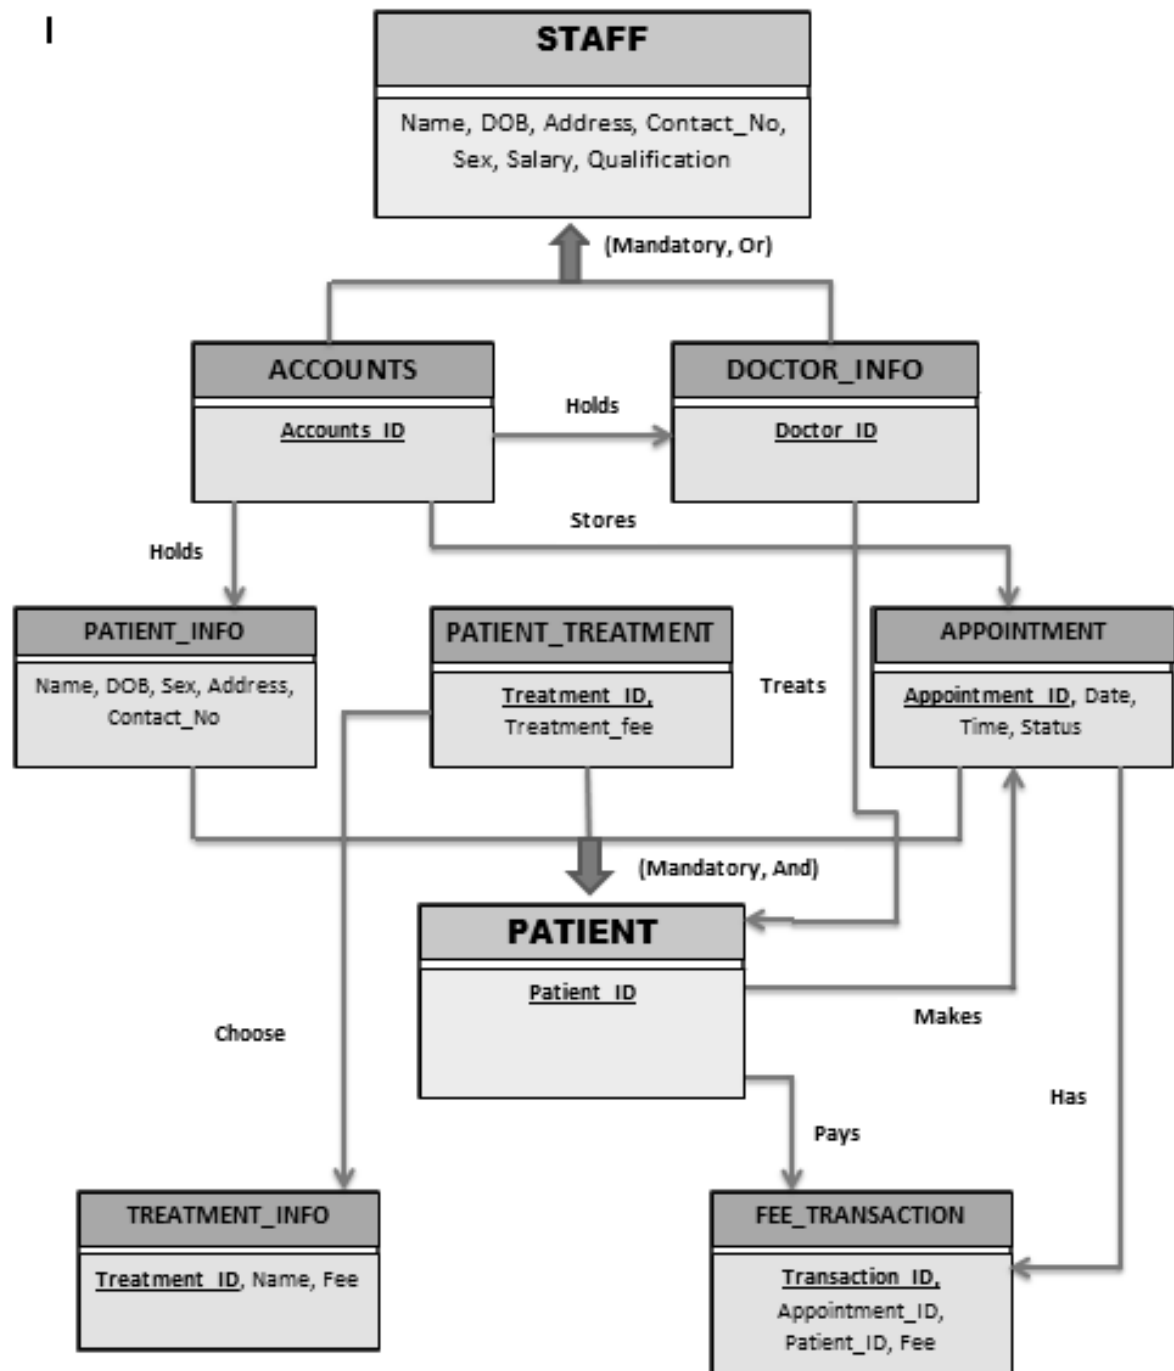 I
STAFF
Name, DOB, Address, Contact_No,
Sex, Salary, Qualification
(Mandatory, Or)
ACCOUNTS
Accounts_ID
Holds
DOCTOR_INFO
Doctor_ID
Stores
Holds
PATIENT_INFO
Name, DOB, Sex, Address,
Contact_No
PATIENT_TREATMENT
Treatment_ID,
Treatment_fee
Treats
APPOINTMENT
Appointment_ID, Date,
Time, Status
(Mandatory, And)
PATIENT
Patient_ID
Makes
Choose
Has
Pays
TREATMENT_INFO
Treatment_ID, Name, Fee
FEE_TRANSACTION
Transaction_ID,
Appointment_ID,
Patient_ID, Fee